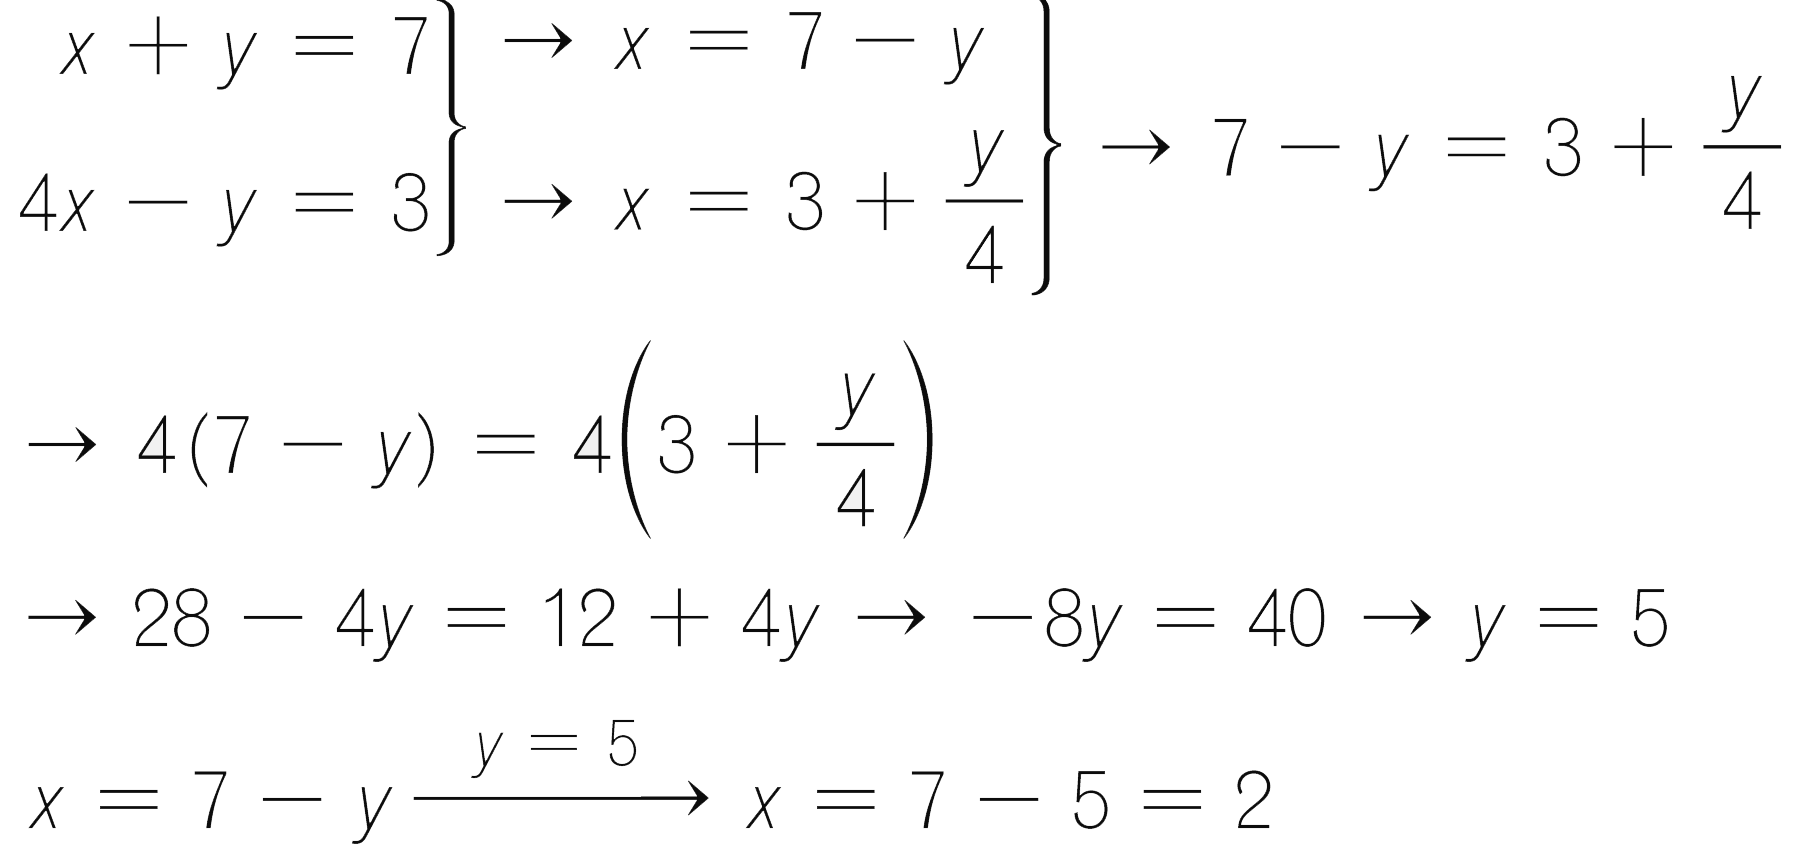 x + y = 7 } → x = 7 − y } → 7 − y = 3 + y/4
4x − y = 3 } → x = 3 + y/4 }
→ 4(7 − y) = 4(3 + y/4)
→ 28 − 4y = 12 + 4y → −8y = 40 → y = 5
x = 7 − y —y = 5→ x = 7 − 5 = 2